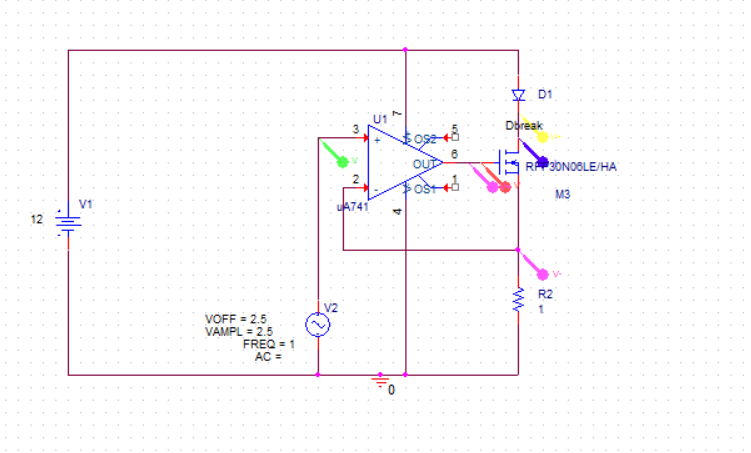 D1
Dbreak
7
U1
3
+
OS2
5
OUT
6
2
-
OS1
1
uA741
4
RFP30N06LE/HA
M3
V1
12
V-
R2
1
V2
VOFF = 2.5
VAMPL = 2.5
FREQ = 1
AC =
0